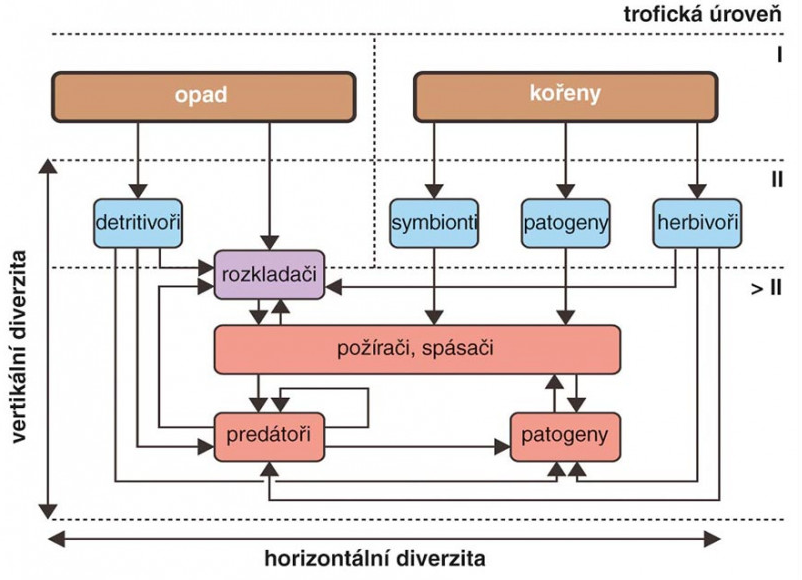 trofická úroveň
I
opad
kořeny
II
detritivoři
symbionti
patogeny
herbivoři
rozkladači
> II
požírači, spásači
predátoři
patogeny
vertikální diverzita
horizontální diverzita